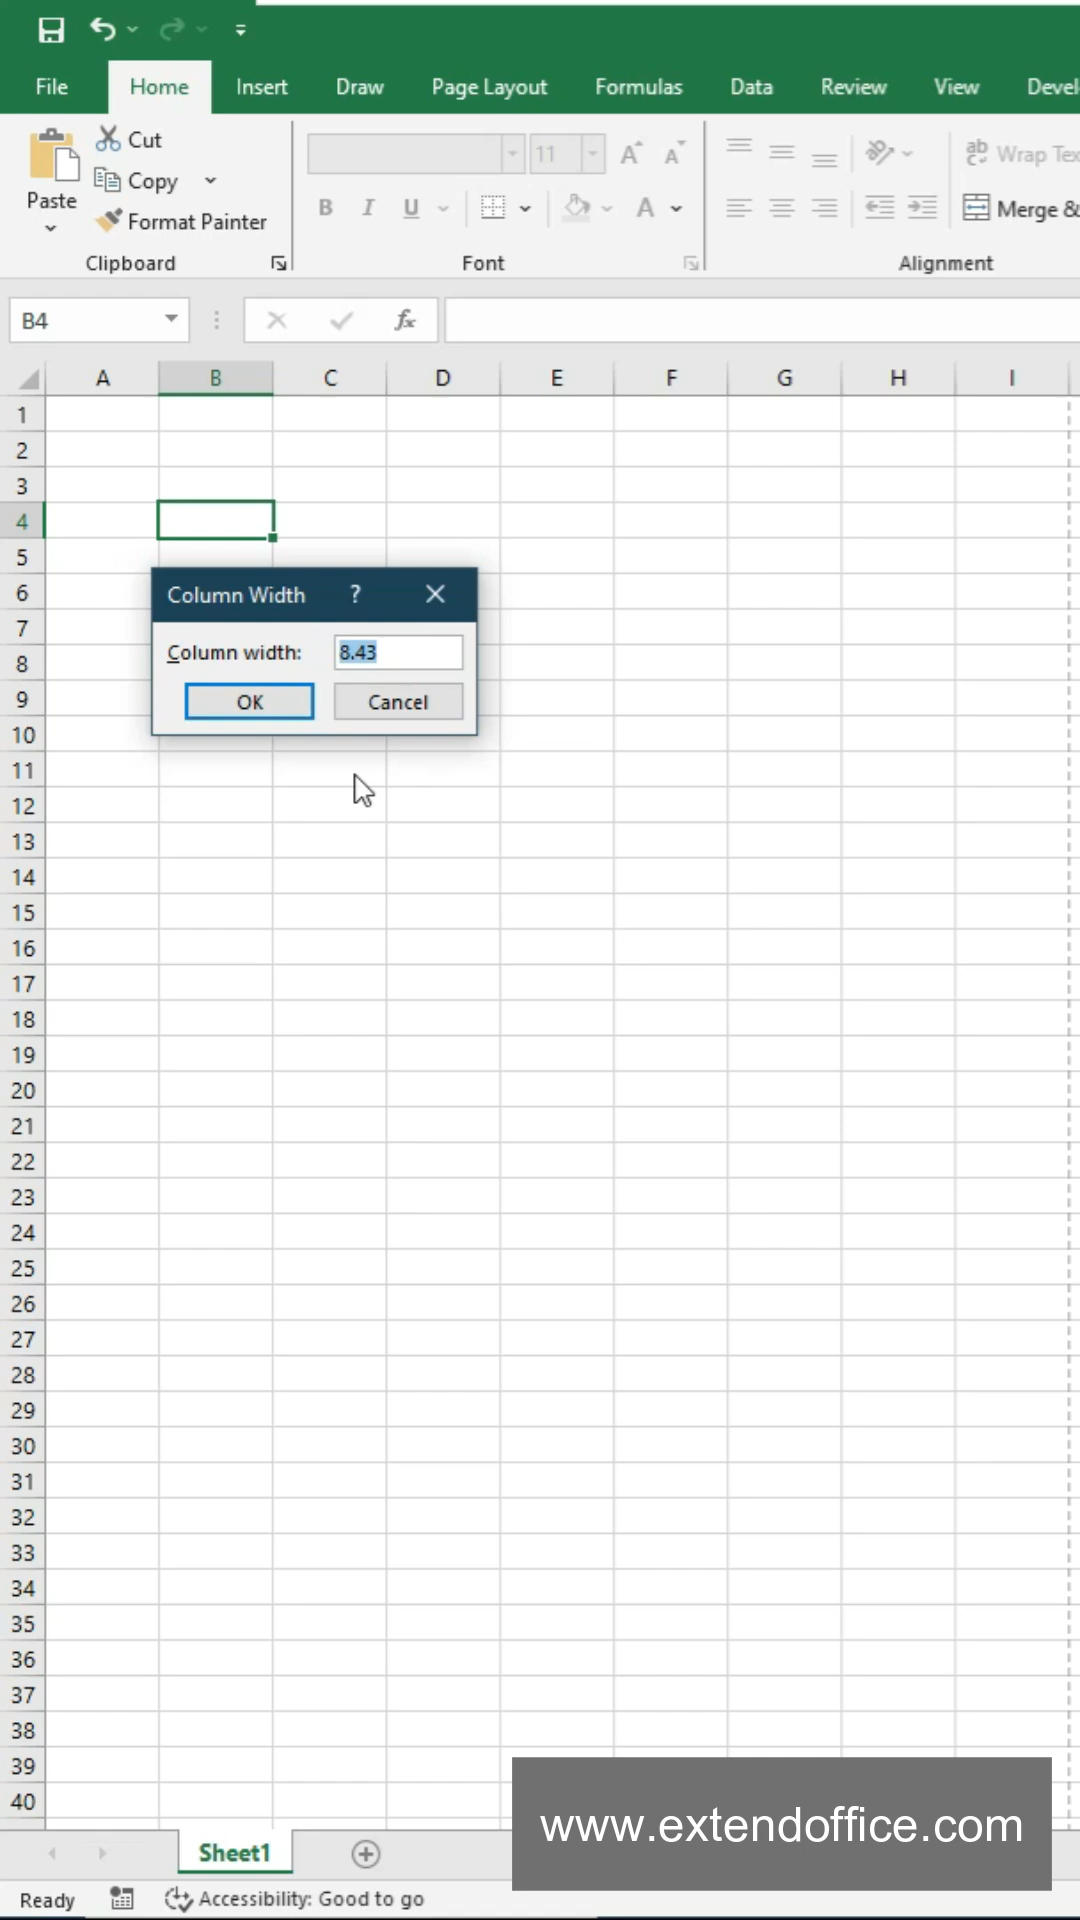 File Home Insert Draw Page Layout Formulas Data Review View Devel
Cut
Copy
Paste
Format Painter
11
A A
ab Wrap Tex
B I U A
Merge &
Clipboard Font Alignment
B4
fx
A B C D E F G H I
1
2
3
4
5
6
7
8
9
10
11
12
13
14
15
16
17
18
19
20
21
22
23
24
25
26
27
28
29
30
31
32
33
34
35
36
37
38
39
40
Column Width ?
Column width: 8.43
OK Cancel
www.extendoffice.com
Sheet1
Ready Accessibility: Good to go